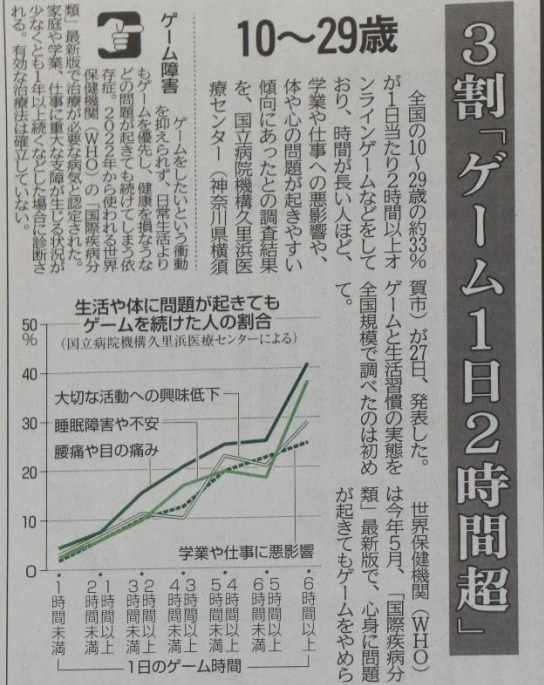 3割「ゲーム1日2時間超」
10〜29歳
全国の10〜29歳の約33%
が1日当たり2時間以上オ
ンラインゲームなどをして
おり、時間が長い人ほど、
学業や仕事への悪影響や、
体や心の問題が起きやすい
傾向にあったとの調査結果
を、国立病院機構久里浜医
療センター（神奈川県横須
賀市）が27日、発表した。
ゲームと生活習慣の実態を
全国規模で調べたのは初め
て。
世界保健機関（WHO）
は今年5月、「国際疾病分
類」最新版で、心身に問題
が起きてもゲームをやめら
ゲーム障害
ゲームをしたいという衝動
を抑えられず、日常生活より
もゲームを優先し、健康を損なうな
どの問題が起きても続けてしまう依
存症。2022年から使われる世界
保健機関（WHO）の「国際疾病分
類」最新版で治療が必要な病気と認定された。
家庭や学業、仕事に重大な支障が生じる状況が
少なくとも1年以上続くなどした場合に診断さ
れる。有効な治療法は確立していない。
生活や体に問題が起きても
ゲームを続けた人の割合
（国立病院機構久里浜医療センターによる）
50
%
40
30
20
10
0
大切な活動への興味低下
睡眠障害や不安
腰痛や目の痛み
学業や仕事に悪影響
1時間未満
1時間以上
2時間未満
2時間以上
3時間未満
3時間以上
4時間未満
4時間以上
5時間未満
5時間以上
6時間未満
6時間以上
1日のゲーム時間